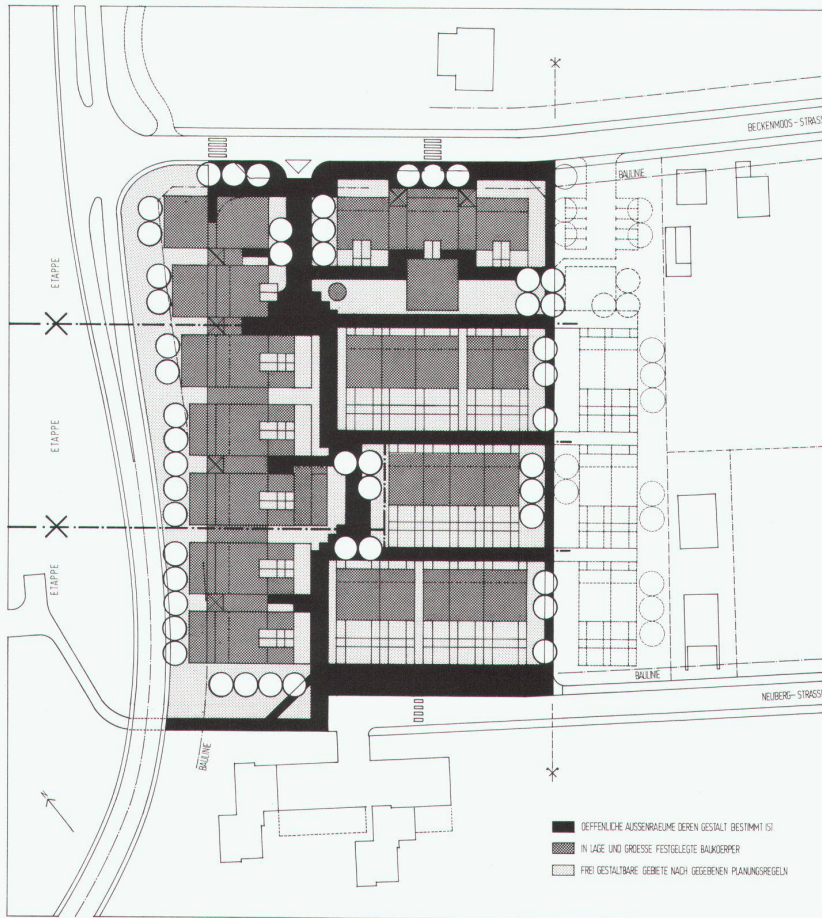 BECKENMOOS-STRASS
BAULINIE
ETAPPE
ETAPPE
ETAPPE
BAULINIE
NEUBERG-STRASSE
BAULINIE
N
OEFFENLICHE AUSSENRAEUME DEREN GESTALT BESTIMMT IST
IN LAGE UND GROESSE FESTGELEGTE BAUKOERPER
FREI GESTALTBARE GEBIETE NACH GEGEBENEN PLANUNGSREGELN